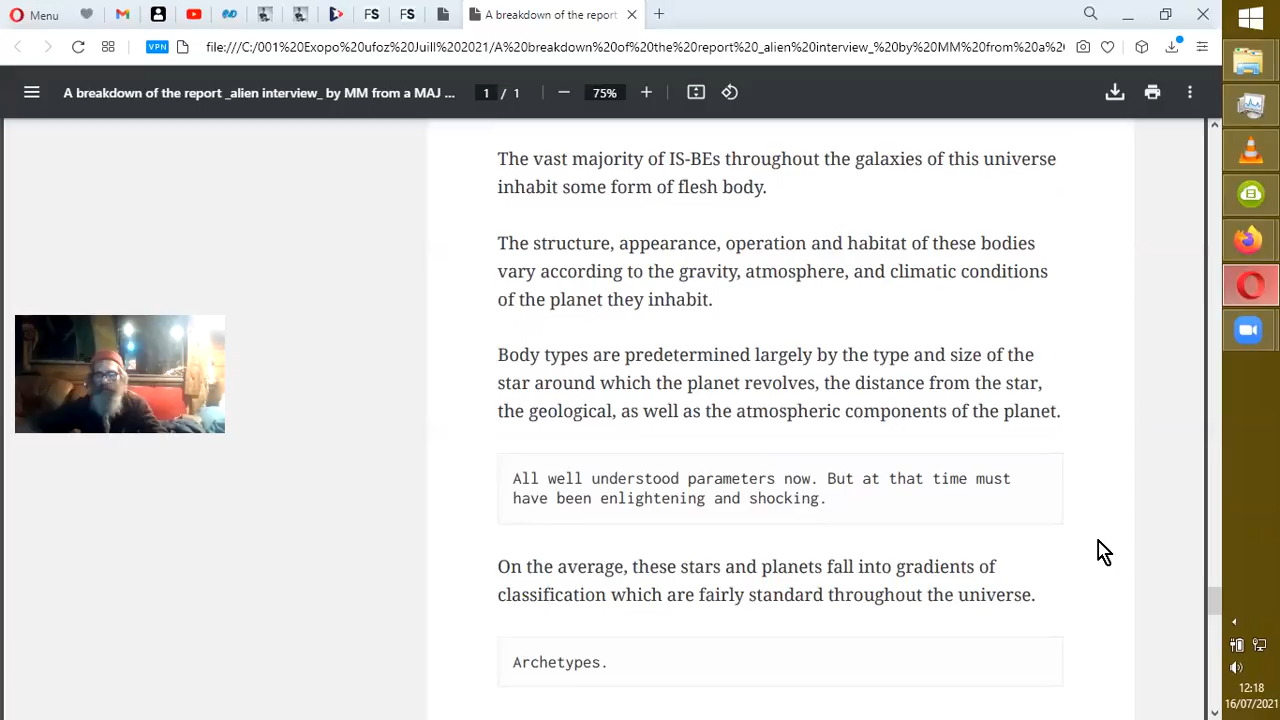 Menu
FS
FS
A breakdown of the report
VPN
file:///C:/001%20Exopo%20ufoz%20Juill%202021/A%20breakdown%20of%20the%20report%20_alien%20interview_%20by%20MM%20from%20a%20
A breakdown of the report _alien interview_ by MM from a MAJ ...
1 / 1
75%
The vast majority of IS-BEs throughout the galaxies of this universe
inhabit some form of flesh body.
The structure, appearance, operation and habitat of these bodies
vary according to the gravity, atmosphere, and climatic conditions
of the planet they inhabit.
Body types are predetermined largely by the type and size of the
star around which the planet revolves, the distance from the star,
the geological, as well as the atmospheric components of the planet.
All well understood parameters now. But at that time must
have been enlightening and shocking.
On the average, these stars and planets fall into gradients of
classification which are fairly standard throughout the universe.
Archetypes.
12:18
16/07/2021